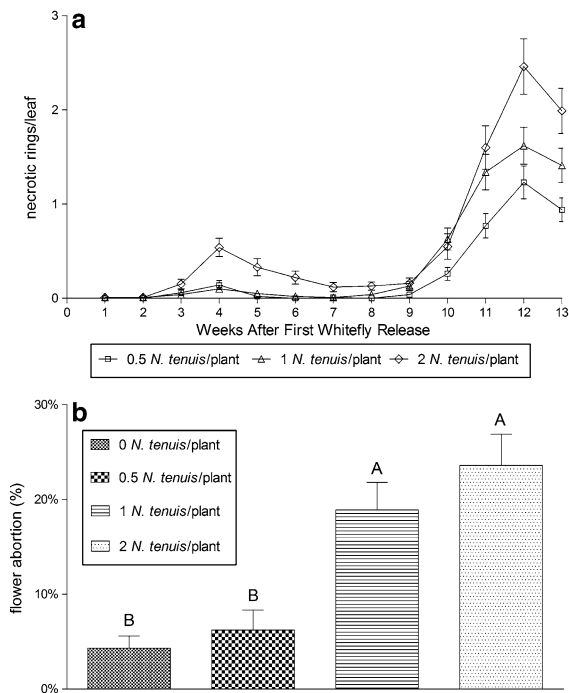 a
3
2
1
0
necrotic rings/leaf
0 1 2 3 4 5 6 7 8 9 10 11 12 13
Weeks After First Whitefly Release
0.5 N. tenuis/plant 1 N. tenuis/plant 2 N. tenuis/plant
b
30%
20%
10%
0%
flower abortion (%)
0 N. tenuis/plant
0.5 N. tenuis/plant
1 N. tenuis/plant
2 N. tenuis/plant
B B A A